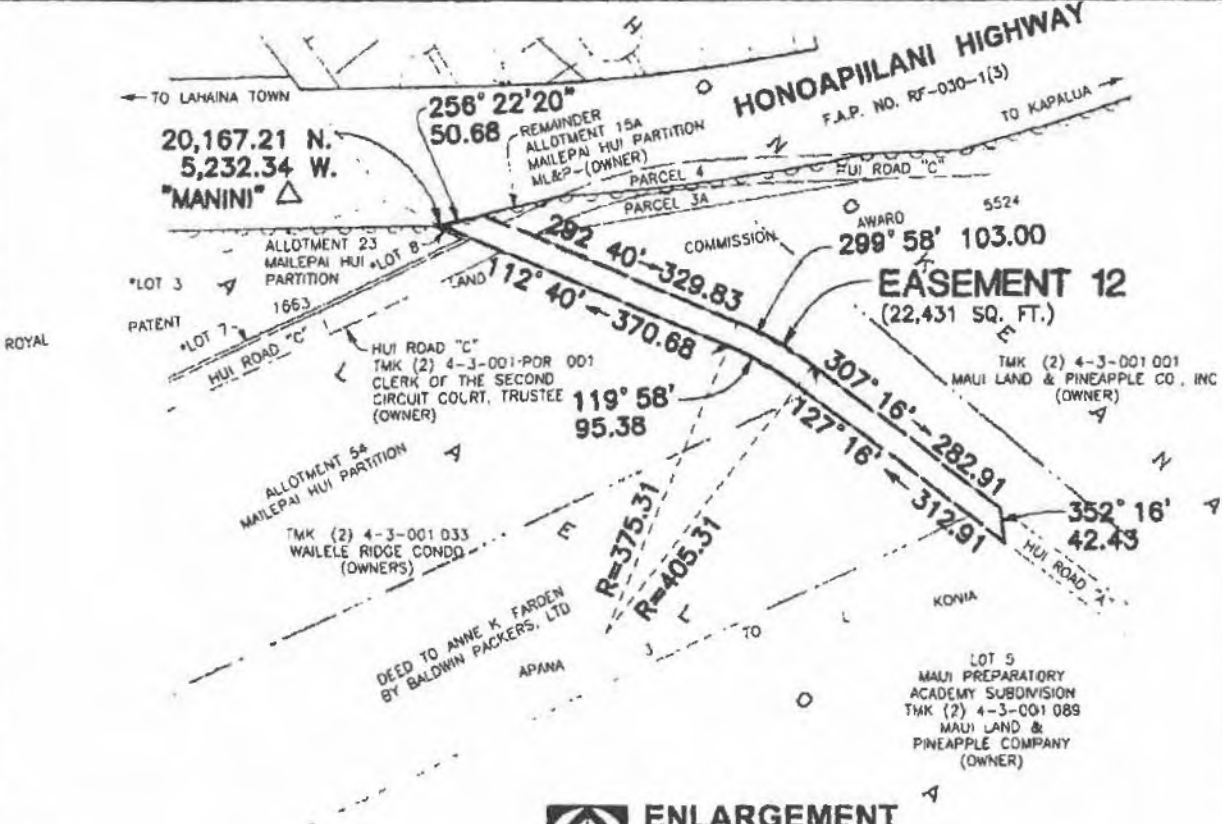 HONOAPIILANI HIGHWAY
F.A.P. NO. RF-030-1(3)
TO LAHAINA TOWN
TO KAPALUA
256° 22'20"
50.68
20,167.21 N.
5,232.34 W.
"MANINI" △
REMAINDER
ALLOTMENT 15A
MAILEPAI HUI PARTITION
ML&P-(OWNER)
PARCEL 4
HUI ROAD "C"
PARCEL 3A
AWARD 5524
COMMISSION
LAND
299° 58' 103.00
EASEMENT 12
(22,431 SQ. FT.)
ALLOTMENT 23
MAILEPAI HUI
PARTITION
*LOT 8
*LOT 3
1663
PATENT
ROYAL
*LOT 7
HUI ROAD "C"
292 40' 329.83
112° 40' 370.68
HUI ROAD "C"
TMK (2) 4-3-001-POR 001
CLERK OF THE SECOND
CIRCUIT COURT, TRUSTEE
(OWNER)
119° 58'
95.38
TMK (2) 4-3-001 001
MAUI LAND & PINEAPPLE CO , INC
(OWNER)
307° 16' 282.91
127° 16' 312.91
352° 16'
42.43
HUI ROAD
ALLOTMENT 54
MAILEPAI HUI PARTITION
TMK (2) 4-3-001 033
WAILELE RIDGE CONDO
(OWNERS)
R=375.31
R=405.31
DEED TO ANNE K FARDEN
BY BALDWIN PACKERS, LTD
APANA 3 TO KONIA
LOT 5
MAUI PREPARATORY
ACADEMY SUBDIVISION
TMK (2) 4-3-001 089
MAUI LAND &
PINEAPPLE COMPANY
(OWNER)
H O N O K E A N A
A L A E L O A
ENLARGEMENT